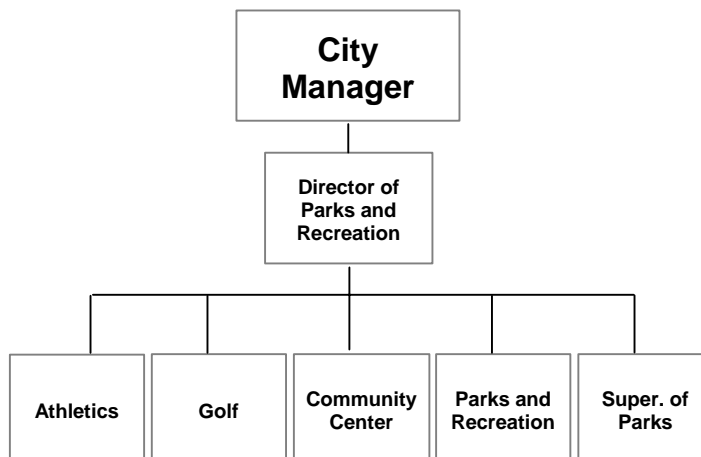 City
Manager
Director of
Parks and
Recreation
Athletics
Golf
Community
Center
Parks and
Recreation
Super. of
Parks